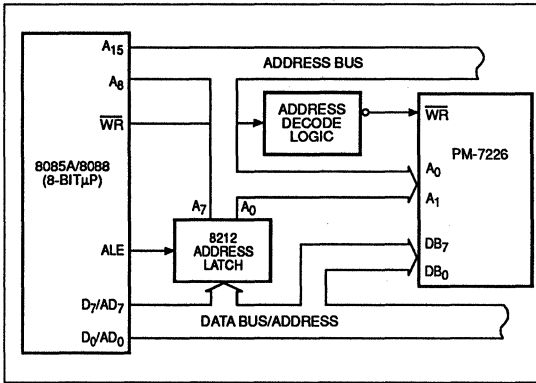 A15
ADDRESS BUS
A8
ADDRESS
DECODE
LOGIC
WR
WR
8085A/8088
(8-BITµP)
PM-7226
A0
A7
A0
A1
8212
ADDRESS
LATCH
ALE
DB7
DB0
D7/AD7
DATA BUS/ADDRESS
D0/AD0